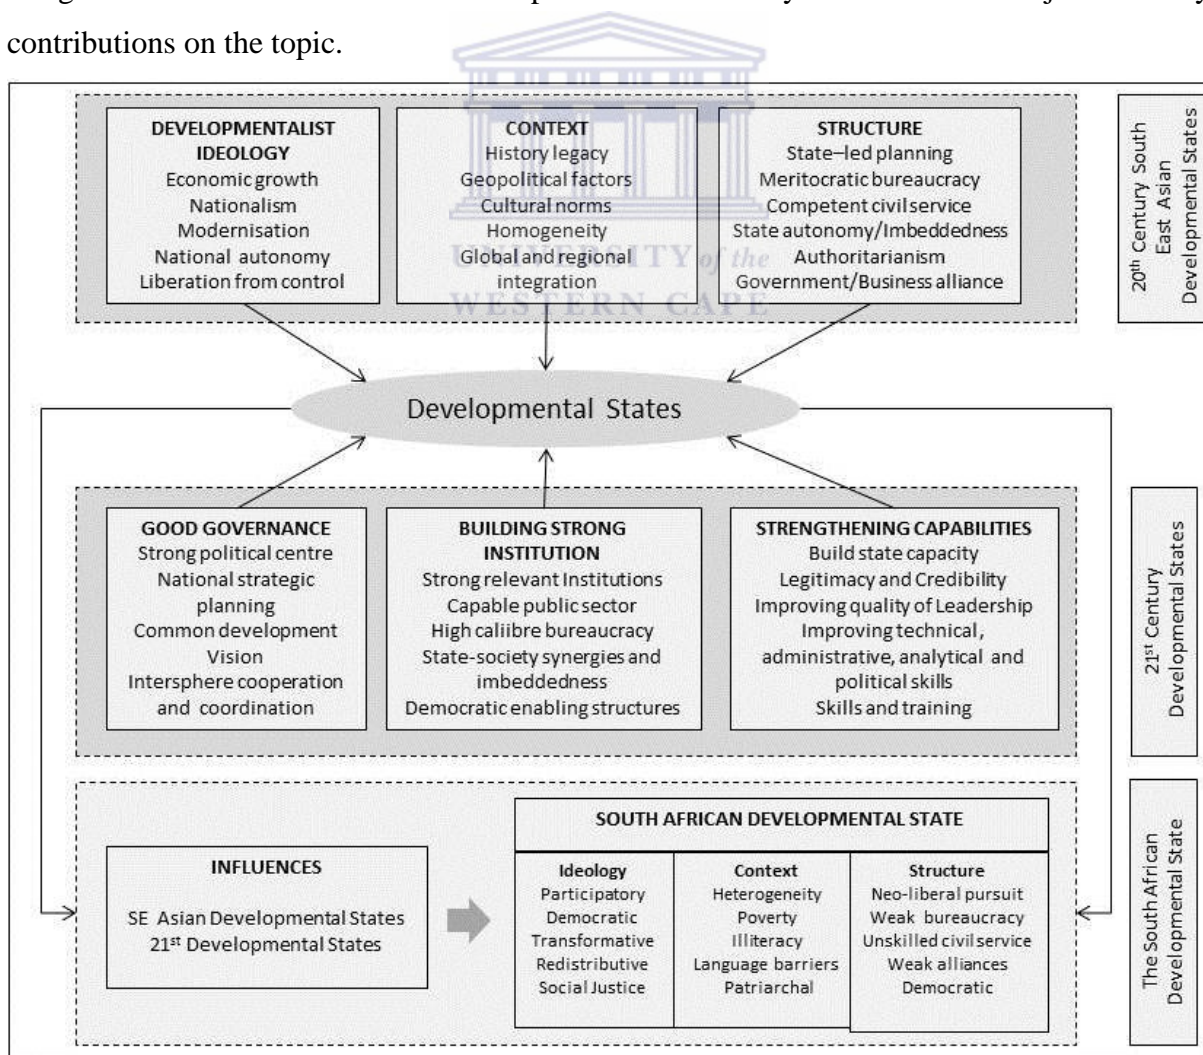 contributions on the topic.
DEVELOPMENTALIST
IDEOLOGY
Economic growth
Nationalism
Modernisation
National autonomy
Liberation from control
CONTEXT
History legacy
Geopolitical factors
Cultural norms
Homogeneity
Global and regional
integration
STRUCTURE
State–led planning
Meritocratic bureaucracy
Competent civil service
State autonomy/Imbeddedness
Authoritarianism
Government/Business alliance
20th Century South
East Asian
Developmental States
UNIVERSITY of the
WESTERN CAPE
Developmental States
GOOD GOVERNANCE
Strong political centre
National strategic
planning
Common development
Vision
Intersphere cooperation
and coordination
BUILDING STRONG
INSTITUTION
Strong relevant Institutions
Capable public sector
High caliibre bureaucracy
State-society synergies and
imbeddedness
Democratic enabling structures
STRENGTHENING CAPABILITIES
Build state capacity
Legitimacy and Credibility
Improving quality of Leadership
Improving technical,
administrative, analytical and
political skills
Skills and training
21st Century
Developmental States
INFLUENCES
SE Asian Developmental States
21st Developmental States
SOUTH AFRICAN DEVELOPMENTAL STATE
Ideology
Participatory
Democratic
Transformative
Redistributive
Social Justice
Context
Heterogeneity
Poverty
Illiteracy
Language barriers
Patriarchal
Structure
Neo-liberal pursuit
Weak bureaucracy
Unskilled civil service
Weak alliances
Democratic
The South African
Developmental State